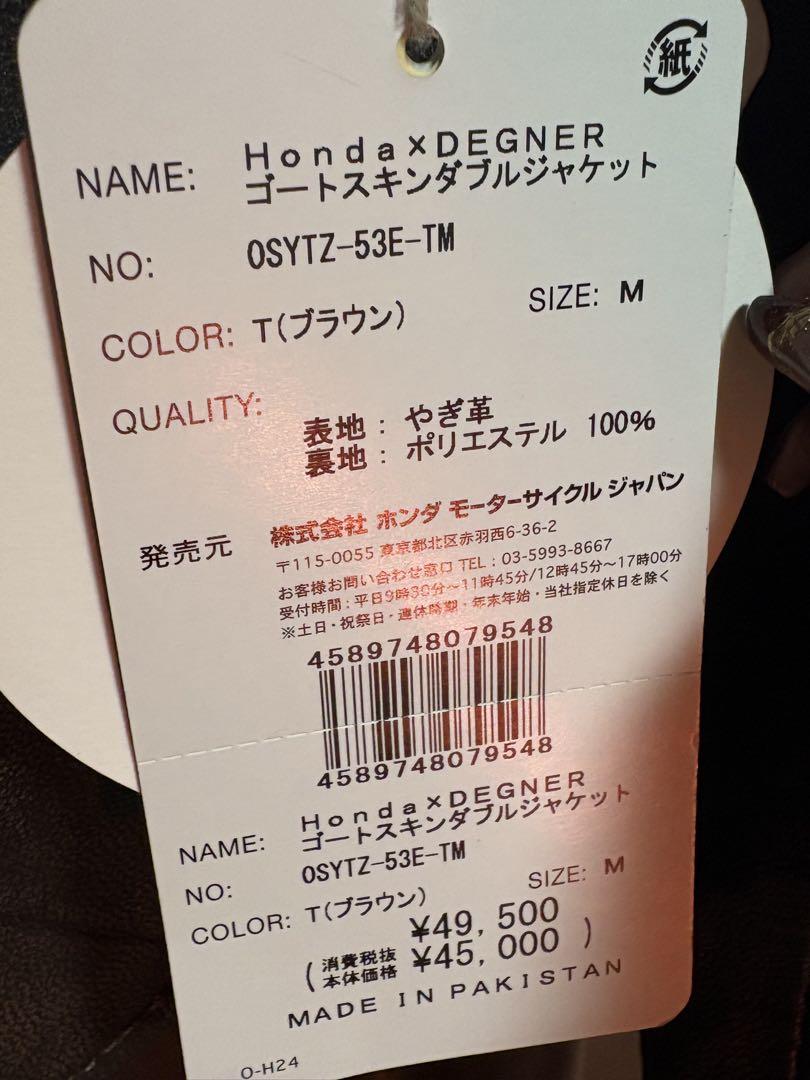 紙
NAME: Honda×DEGNER
ゴートスキンダブルジャケット
NO: 0SYTZ-53E-TM
COLOR: T(ブラウン) SIZE: M
QUALITY: 表地 : やぎ革
裏地 : ポリエステル 100%
発売元 株式会社 ホンダ モーターサイクル ジャパン
〒115-0055 東京都北区赤羽西6-36-2
お客様お問い合わせ窓口 TEL : 03-5993-8667
受付時間 : 平日9時30分～11時45分/12時45分～17時00分
※土日・祝祭日・連休時期・年末年始・当社指定休日を除く
4589748079548
4589748079548
NAME: Honda×DEGNER
ゴートスキンダブルジャケット
NO: 0SYTZ-53E-TM
COLOR: T(ブラウン) SIZE: M
¥49,500
(消費税抜本体価格 ¥45,000 )
MADE IN PAKISTAN
O-H24